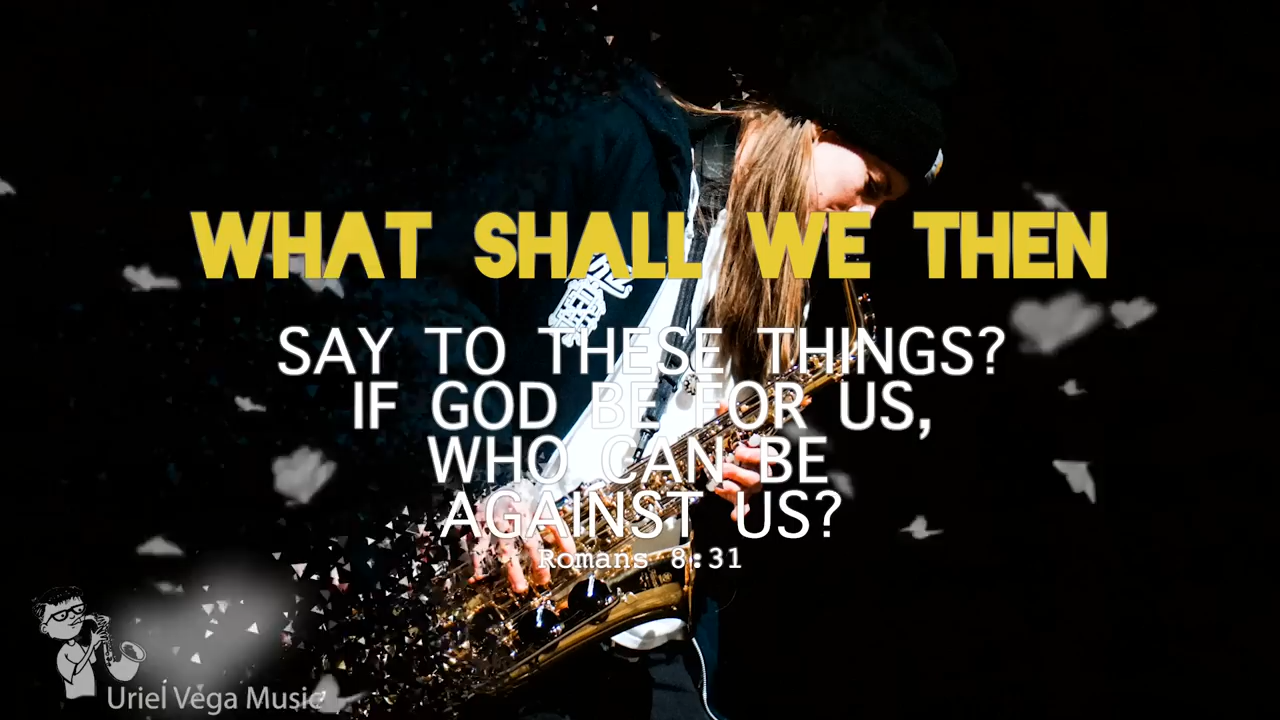 WHAT SHALL WE THEN
SAY TO THESE THINGS?
IF GOD BE FOR US,
WHO CAN BE
AGAINST US?
Romans 8:31
Uriel Vega Music